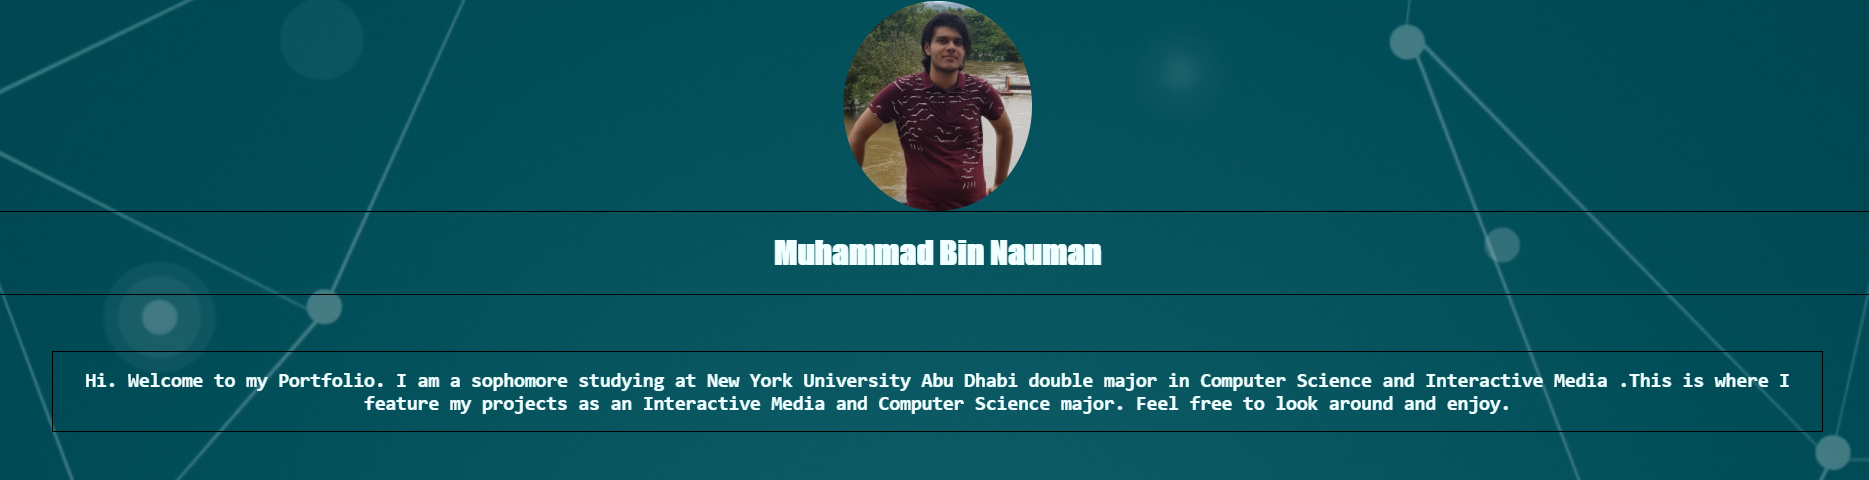 Muhammad Bin Nauman
Hi. Welcome to my Portfolio. I am a sophomore studying at New York University Abu Dhabi double major in Computer Science and Interactive Media .This is where I
feature my projects as an Interactive Media and Computer Science major. Feel free to look around and enjoy.